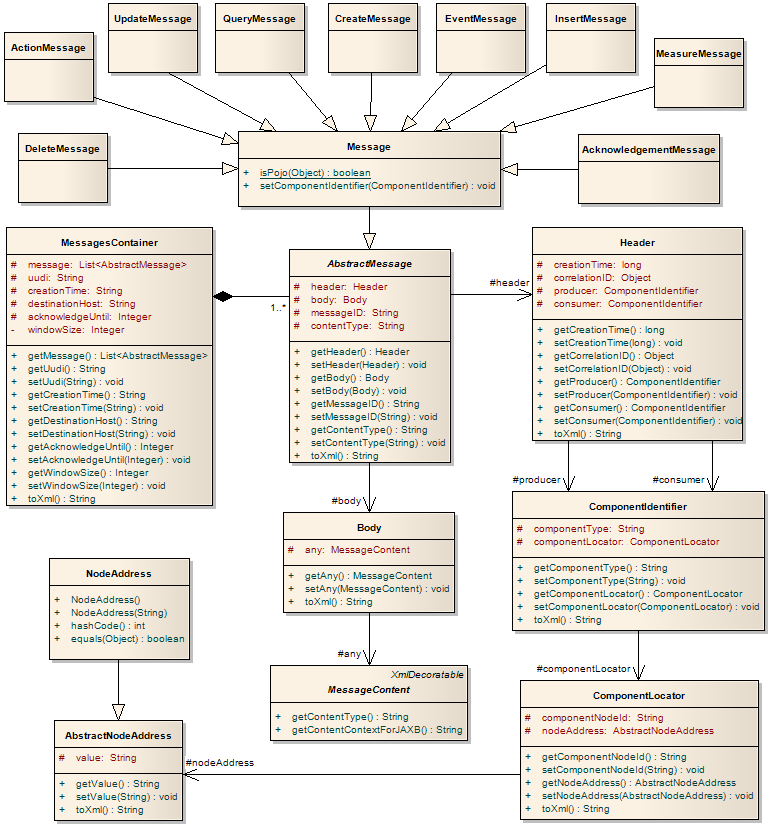 UpdateMessage
QueryMessage
CreateMessage
EventMessage
InsertMessage
ActionMessage
MeasureMessage
DeleteMessage
Message
+ isPojo(Object) : boolean
+ setComponentIdentifier(ComponentIdentifier) : void
AcknowledgementMessage
MessagesContainer
# message: List<AbstractMessage>
# uudi: String
# creationTime: String
# destinationHost: String
# acknowledgeUntil: Integer
- windowSize: Integer
+ getMessage() : List<AbstractMessage>
+ getUudi() : String
+ setUudi(String) : void
+ getCreationTime() : String
+ setCreationTime(String) : void
+ getDestinationHost() : String
+ setDestinationHost(String) : void
+ getAcknowledgeUntil() : Integer
+ setAcknowledgeUntil(Integer) : void
+ getWindowSize() : Integer
+ setWindowSize(Integer) : void
+ toXml() : String
1..*
AbstractMessage
# header: Header
# body: Body
# messageID: String
# contentType: String
+ getHeader() : Header
+ setHeader(Header) : void
+ getBody() : Body
+ setBody(Body) : void
+ getMessageID() : String
+ setMessageID(String) : void
+ getContentType() : String
+ setContentType(String) : void
+ toXml() : String
#header
Header
# creationTime: long
# correlationID: Object
# producer: ComponentIdentifier
# consumer: ComponentIdentifier
+ getCreationTime() : long
+ setCreationTime(long) : void
+ getCorrelationID() : Object
+ setCorrelationID(Object) : void
+ getProducer() : ComponentIdentifier
+ setProducer(ComponentIdentifier) : void
+ getConsumer() : ComponentIdentifier
+ setConsumer(ComponentIdentifier) : void
+ toXml() : String
#producer
#consumer
#body
Body
# any: MessageContent
+ getAny() : MessageContent
+ setAny(MessageContent) : void
+ toXml() : String
ComponentIdentifier
# componentType: String
# componentLocator: ComponentLocator
+ getComponentType() : String
+ setComponentType(String) : void
+ getComponentLocator() : ComponentLocator
+ setComponentLocator(ComponentLocator) : void
+ toXml() : String
NodeAddress
+ NodeAddress()
+ NodeAddress(String)
+ hashCode() : int
+ equals(Object) : boolean
#any
XmlDecoratable
MessageContent
+ getContentType() : String
+ getContentContextForJAXB() : String
#componentLocator
ComponentLocator
# componentNodeId: String
# nodeAddress: AbstractNodeAddress
+ getComponentNodeId() : String
+ setComponentNodeId(String) : void
+ getNodeAddress() : AbstractNodeAddress
+ setNodeAddress(AbstractNodeAddress) : void
+ toXml() : String
AbstractNodeAddress
# value: String
+ getValue() : String
+ setValue(String) : void
+ toXml() : String
#nodeAddress